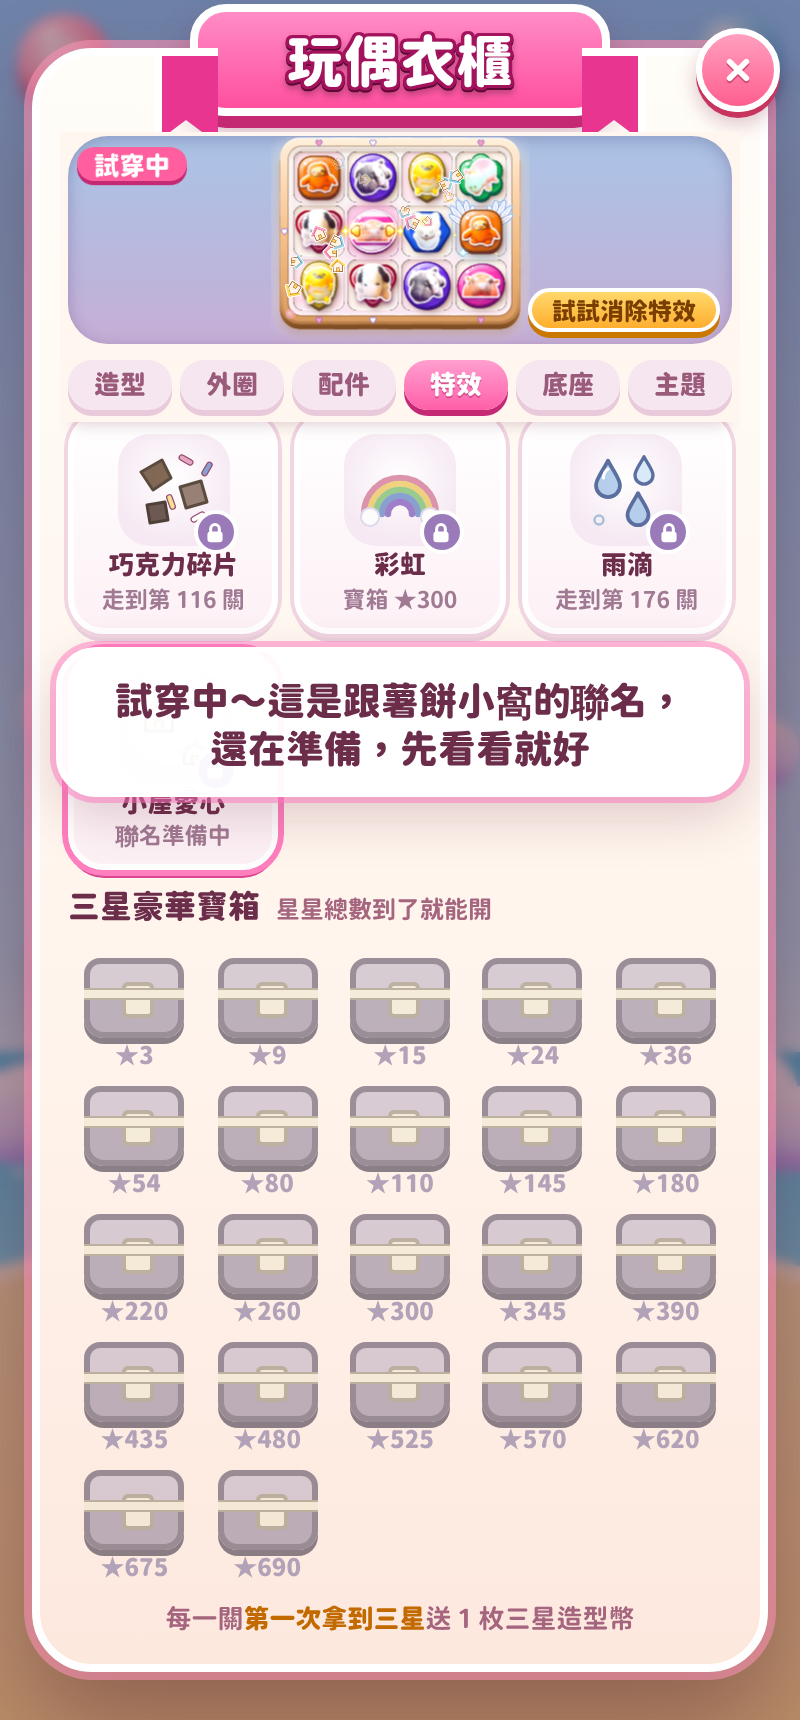 玩偶衣櫃
試穿中
試試消除特效
造型 外圈 配件 特效 底座 主題
巧克力碎片 彩虹 雨滴
走到第 116 關 寶箱 ★300 走到第 176 關
試穿中～這是跟薯餅小窩的聯名，
還在準備，先看看就好
小屋愛心
聯名準備中
三星豪華寶箱 星星總數到了就能開
★3 ★9 ★15 ★24 ★36
★54 ★80 ★110 ★145 ★180
★220 ★260 ★300 ★345 ★390
★435 ★480 ★525 ★570 ★620
★675 ★690
每一關第一次拿到三星送 1 枚三星造型幣